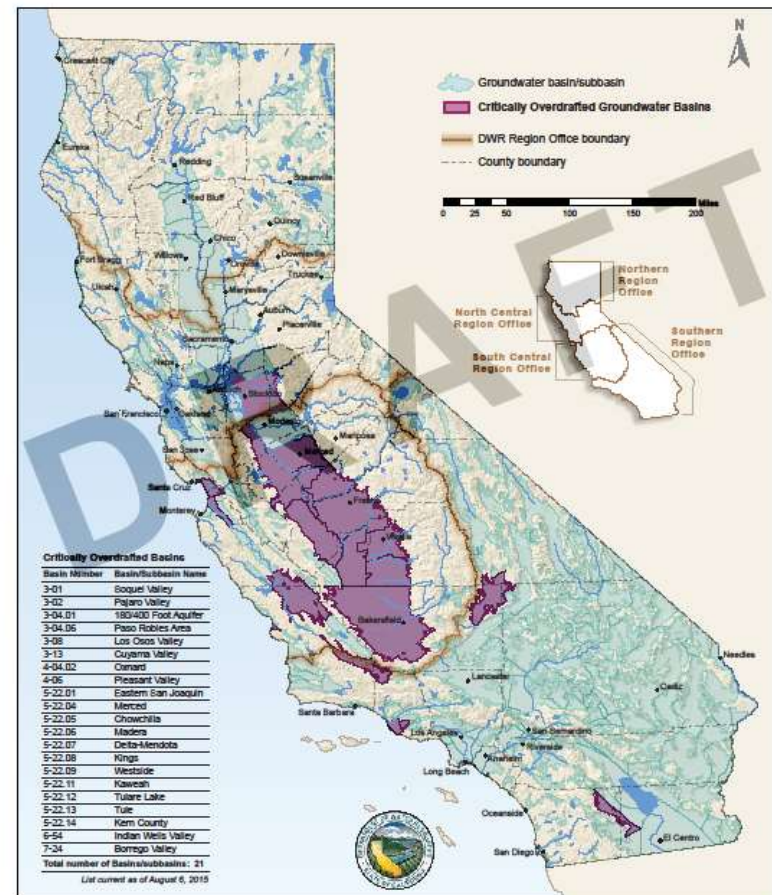 N
Groundwater basin/subbasin
Critically Overdrafted Groundwater Basins
DWR Region Office boundary
County boundary
Miles
0 25 50 100 150 200
Northern
Region
Office
North Central
Region Office
Southern
Region
Office
South Central
Region Office
DRAFT
Crescent City
Eureka
Redding
Susanville
Red Bluff
Quincy
Chico
Fort Bragg
Willows
Oroville
Downieville
Truckee
Ukiah
Marysville
Auburn
Placerville
Sacramento
Napa
Stockton
San Francisco
Oakland
Modesto
Mariposa
San Jose
Merced
Santa Cruz
Fresno
Monterey
Visalia
Bakersfield
Needles
Lancaster
Cadiz
Santa Barbara
Los Angeles
San Bernardino
Riverside
Anaheim
Long Beach
Oceanside
El Centro
San Diego
Critically Overdrafted Basins
Basin Number Basin/Subbasin Name
3-01 Soquel Valley
3-02 Pajaro Valley
3-04.01 180/400 Foot Aquifer
3-04.06 Paso Robles Area
3-08 Los Osos Valley
3-13 Cuyama Valley
4-04.02 Oxnard
4-06 Pleasant Valley
5-22.01 Eastern San Joaquin
5-22.04 Merced
5-22.05 Chowchilla
5-22.06 Madera
5-22.07 Delta-Mendota
5-22.08 Kings
5-22.09 Westside
5-22.11 Kaweah
5-22.12 Tulare Lake
5-22.13 Tule
5-22.14 Kern County
6-54 Indian Wells Valley
7-24 Borrego Valley
Total number of Basins/subbasins: 21
List current as of August 6, 2015